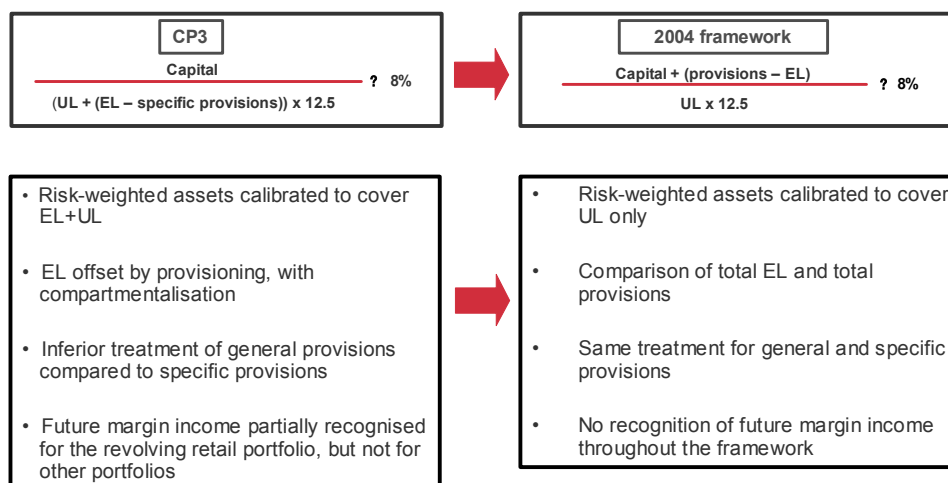 CP3
Capital
(UL + (EL – specific provisions)) x 12.5
? 8%
2004 framework
Capital + (provisions – EL)
UL x 12.5
? 8%
• Risk-weighted assets calibrated to cover
EL+UL
• EL offset by provisioning, with
compartmentalisation
• Inferior treatment of general provisions
compared to specific provisions
• Future margin income partially recognised
for the revolving retail portfolio, but not for
other portfolios
• Risk-weighted assets calibrated to cover
UL only
• Comparison of total EL and total
provisions
• Same treatment for general and specific
provisions
• No recognition of future margin income
throughout the framework